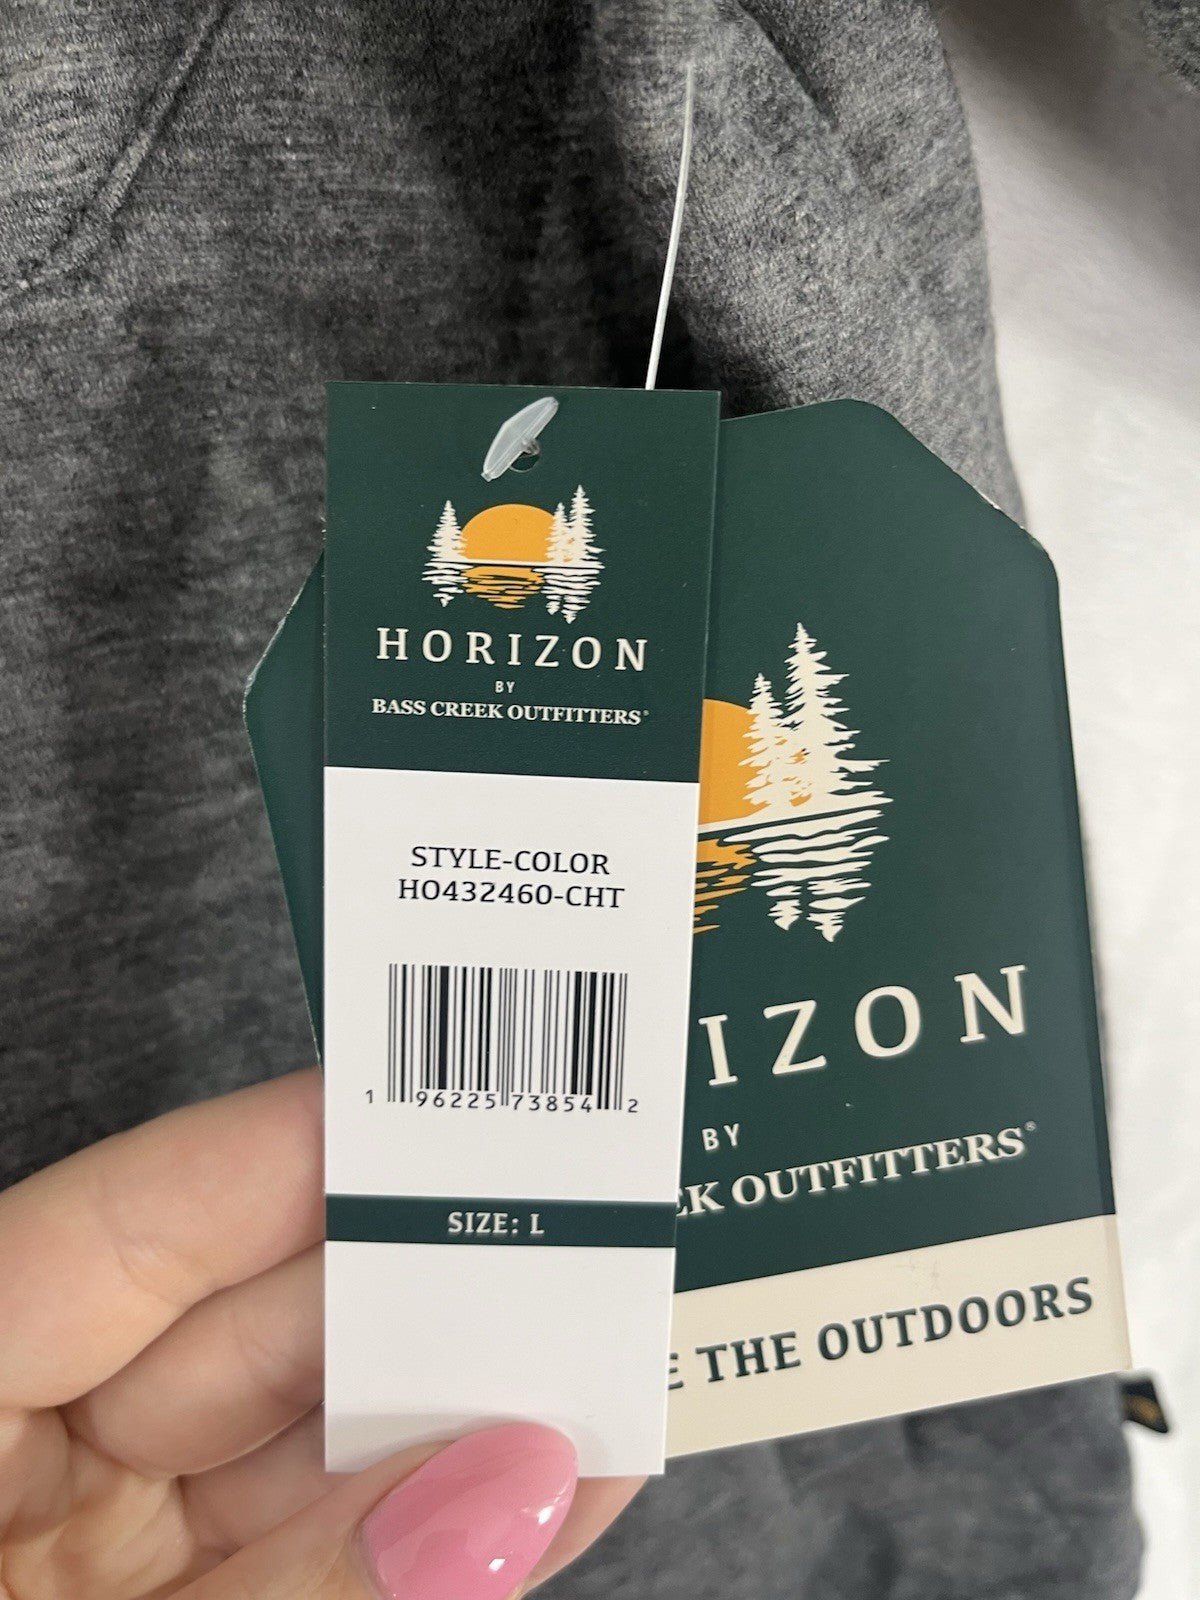 HORIZON
BY
BASS CREEK OUTFITTERS®
STYLE-COLOR
HO432460-CHT
1 96225 73854 2
SIZE: L
IZON
BY
EK OUTFITTERS®
E THE OUTDOORS